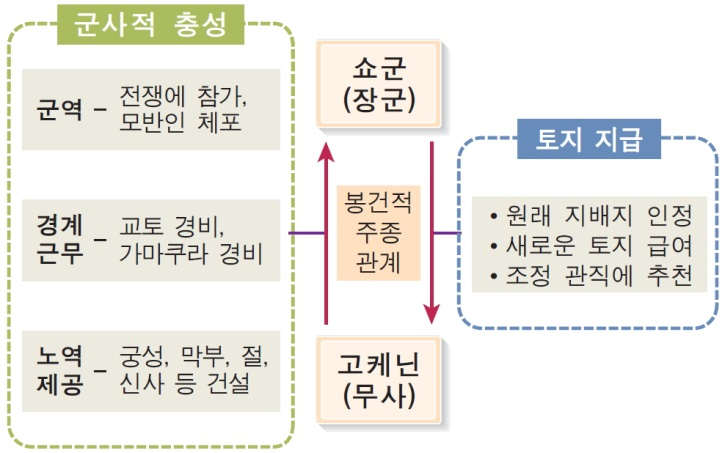 군사적 충성
군역 – 전쟁에 참가,
모반인 체포
경계
근무 – 교토 경비,
가마쿠라 경비
노역
제공 – 궁성, 막부, 절,
신사 등 건설
쇼군
(장군)
봉건적
주종
관계
고케닌
(무사)
토지 지급
• 원래 지배지 인정
• 새로운 토지 급여
• 조정 관직에 추천